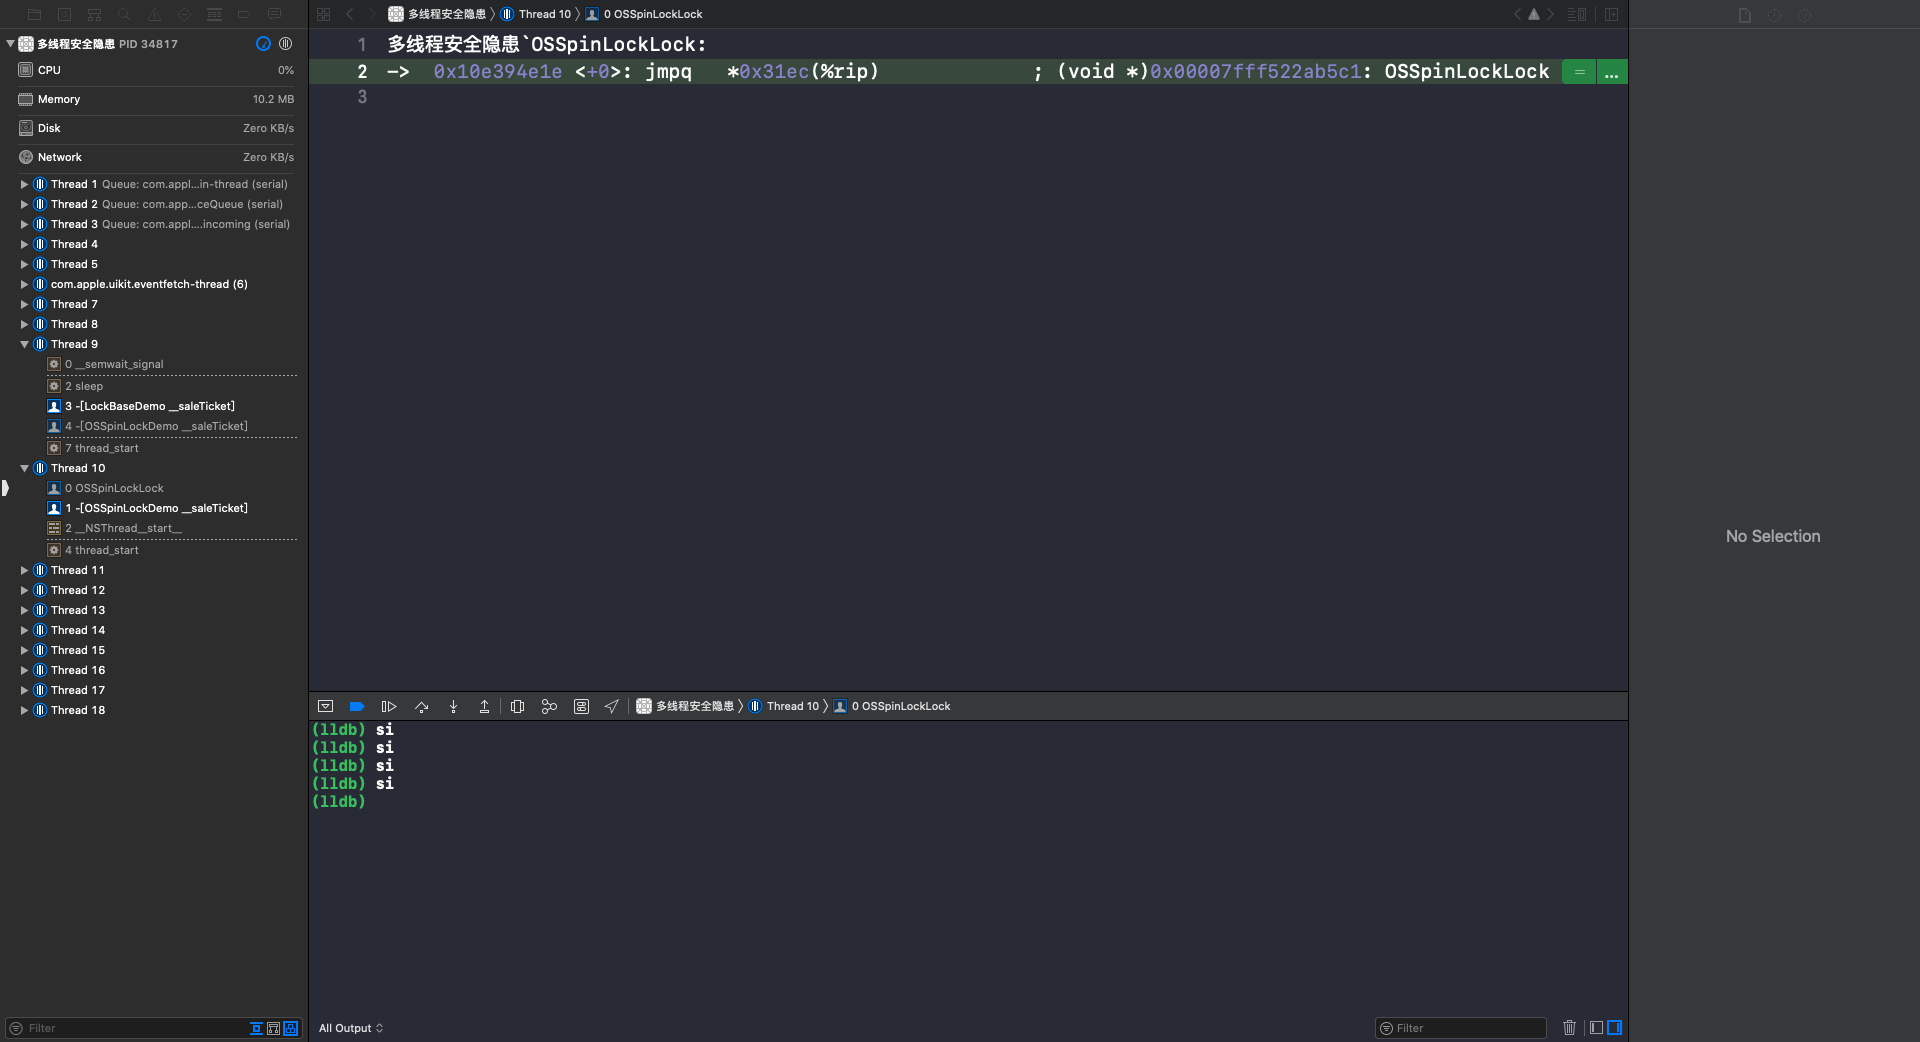 多线程安全隐患 〉 Thread 10 〉 0 OSSpinLockLock
多线程安全隐患 PID 34817
CPU 0%
Memory 10.2 MB
Disk Zero KB/s
Network Zero KB/s
Thread 1 Queue: com.appl...in-thread (serial)
Thread 2 Queue: com.app...ceQueue (serial)
Thread 3 Queue: com.appl....incoming (serial)
Thread 4
Thread 5
com.apple.uikit.eventfetch-thread (6)
Thread 7
Thread 8
Thread 9
0 __semwait_signal
2 sleep
3 -[LockBaseDemo __saleTicket]
4 -[OSSpinLockDemo __saleTicket]
7 thread_start
Thread 10
0 OSSpinLockLock
1 -[OSSpinLockDemo __saleTicket]
2 __NSThread__start__
4 thread_start
Thread 11
Thread 12
Thread 13
Thread 14
Thread 15
Thread 16
Thread 17
Thread 18
Filter
1 多线程安全隐患`OSSpinLockLock:
2 -> 0x10e394e1e <+0>: jmpq *0x31ec(%rip) ; (void *)0x00007fff522ab5c1: OSSpinLockLock = ...
3
多线程安全隐患 〉 Thread 10 〉 0 OSSpinLockLock
(lldb) si
(lldb) si
(lldb) si
(lldb) si
(lldb)
All Output
Filter
No Selection